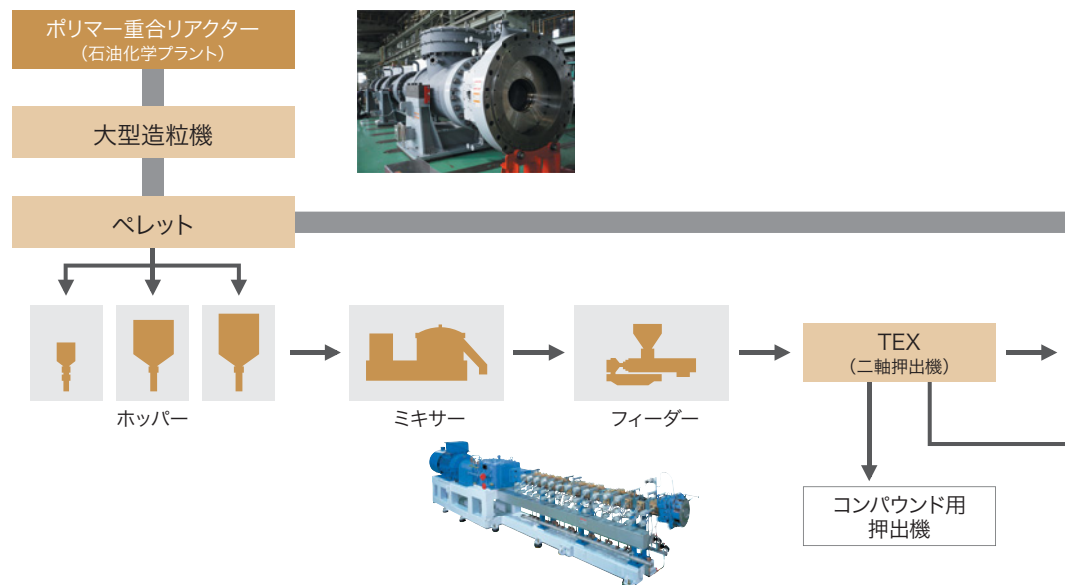 ポリマー重合リアクター
（石油化学プラント）
大型造粒機
ペレット
ホッパー
ミキサー
フィーダー
TEX
（二軸押出機）
コンパウンド用
押出機